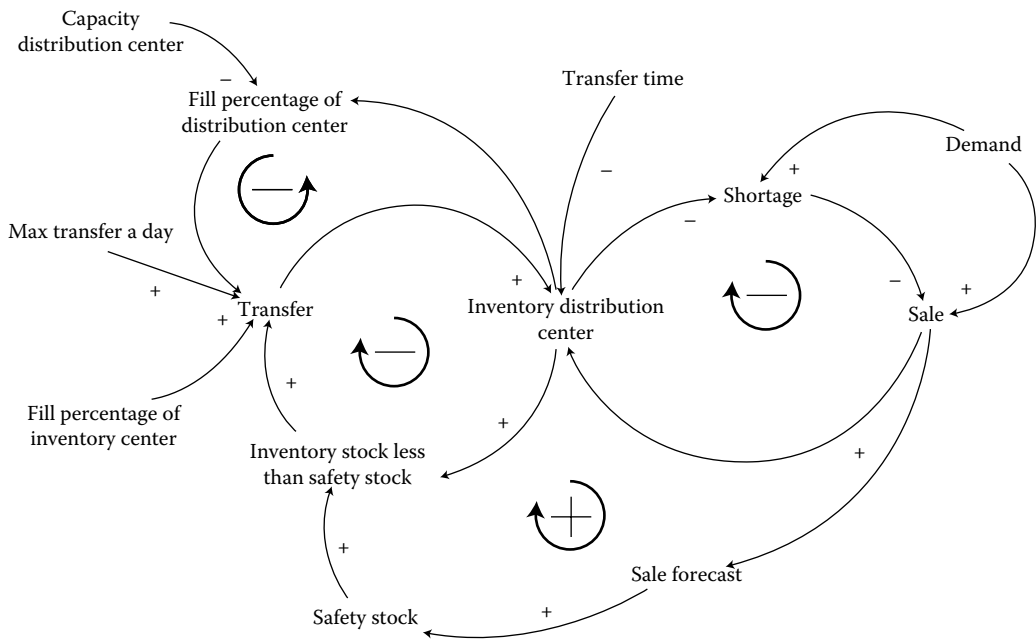 Capacity
distribution center
−
Fill percentage of
distribution center
Transfer time
−
Demand
+
Shortage
−
−
Max transfer a day
+
+
Transfer
+
Inventory distribution
center
−
−
+
Sale
−
+
Fill percentage of
inventory center
+
+
Inventory stock less
than safety stock
+
+
+
Sale forecast
Safety stock
+